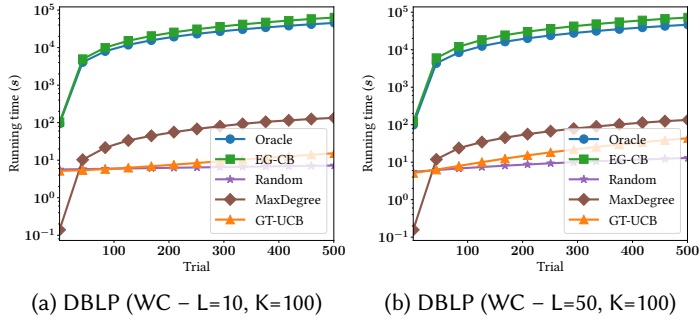 10^5
10^4
10^3
10^2
10^1
10^0
10^-1
Running time (s)
100
200
300
400
500
Trial
Oracle
EG-CB
Random
MaxDegree
GT-UCB
(a) DBLP (WC – L=10, K=100)
10^5
10^4
10^3
10^2
10^1
10^0
10^-1
Running time (s)
100
200
300
400
500
Trial
Oracle
EG-CB
Random
MaxDegree
GT-UCB
(b) DBLP (WC – L=50, K=100)